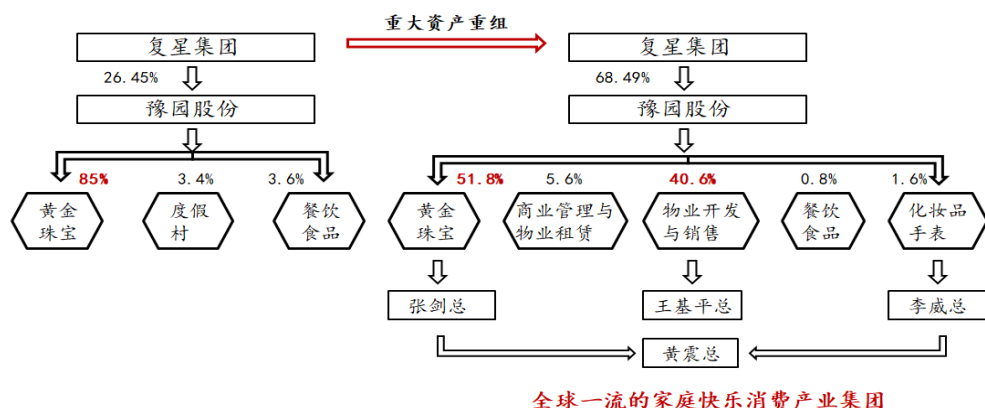 重大资产重组
复星集团
复星集团
26.45%
68.49%
豫园股份
豫园股份
85%
3.4%
3.6%
51.8%
5.6%
40.6%
0.8%
1.6%
黄金
珠宝
度假
村
餐饮
食品
黄金
珠宝
商业管理与
物业租赁
物业开发
与销售
餐饮
食品
化妆品
手表
张剑总
王基平总
李威总
黄震总
全球一流的家庭快乐消费产业集团